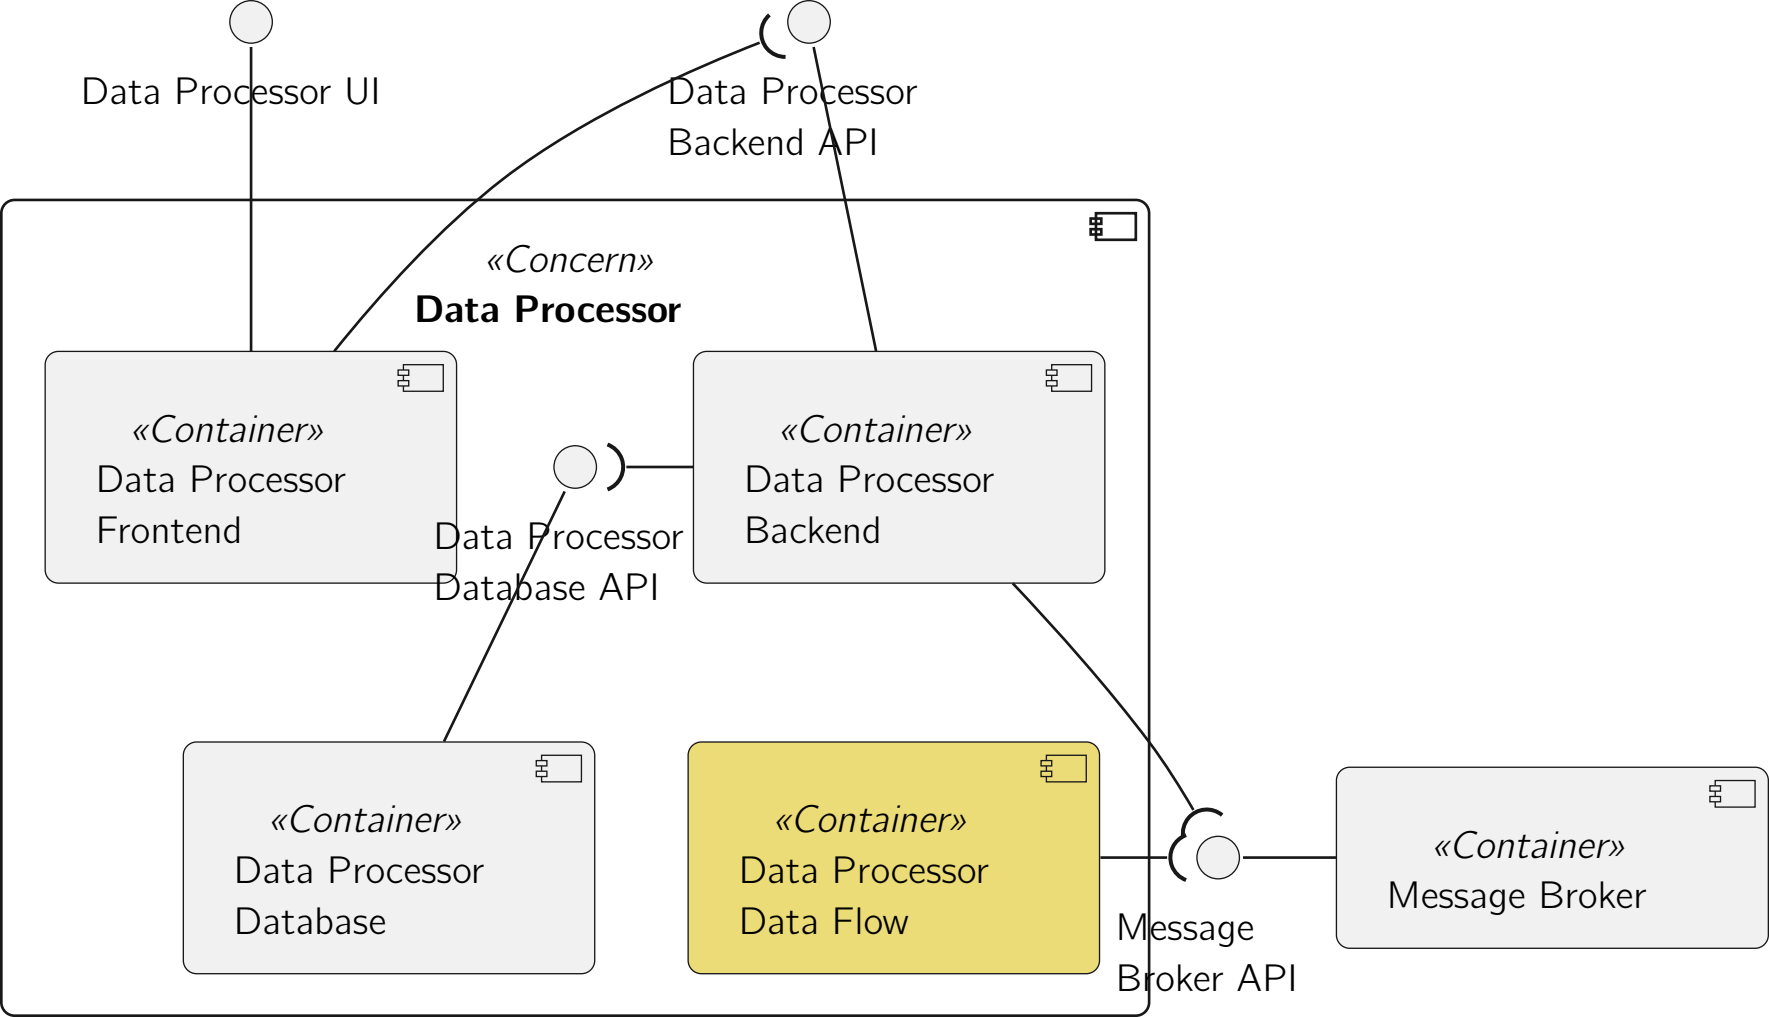 Data Processor UI
Data Processor
Backend API
«Concern»
Data Processor
«Container»
Data Processor
Frontend
Data Processor
Database API
«Container»
Data Processor
Backend
«Container»
Data Processor
Database
«Container»
Data Processor
Data Flow
Message
Broker API
«Container»
Message Broker